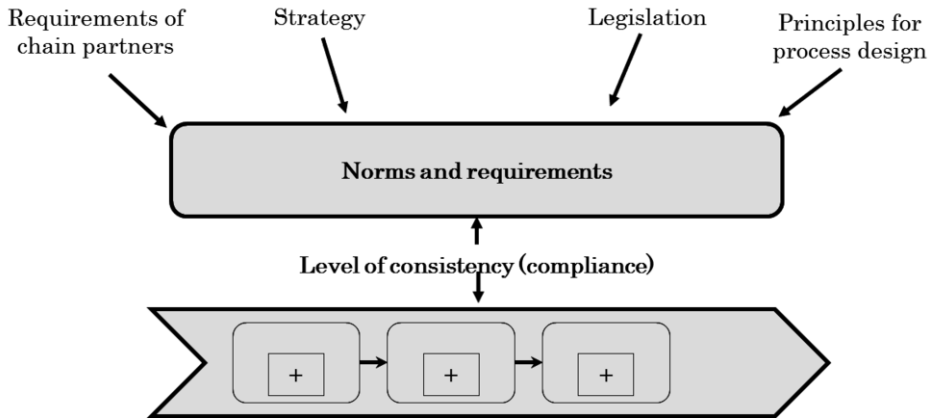 Requirements of
chain partners
Strategy
Legislation
Principles for
process design
Norms and requirements
Level of consistency (compliance)
+
+
+